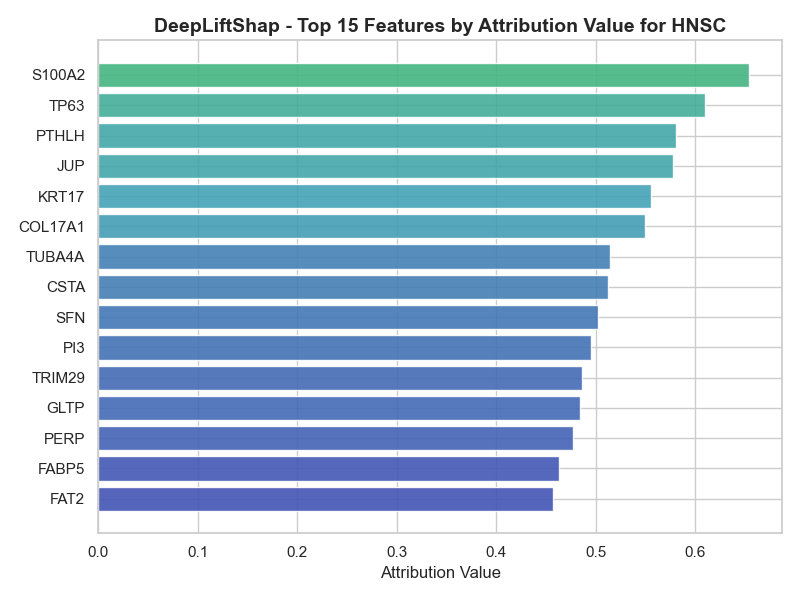 DeepLiftShap - Top 15 Features by Attribution Value for HNSC
S100A2
TP63
PTHLH
JUP
KRT17
COL17A1
TUBA4A
CSTA
SFN
PI3
TRIM29
GLTP
PERP
FABP5
FAT2
0.0 0.1 0.2 0.3 0.4 0.5 0.6
Attribution Value